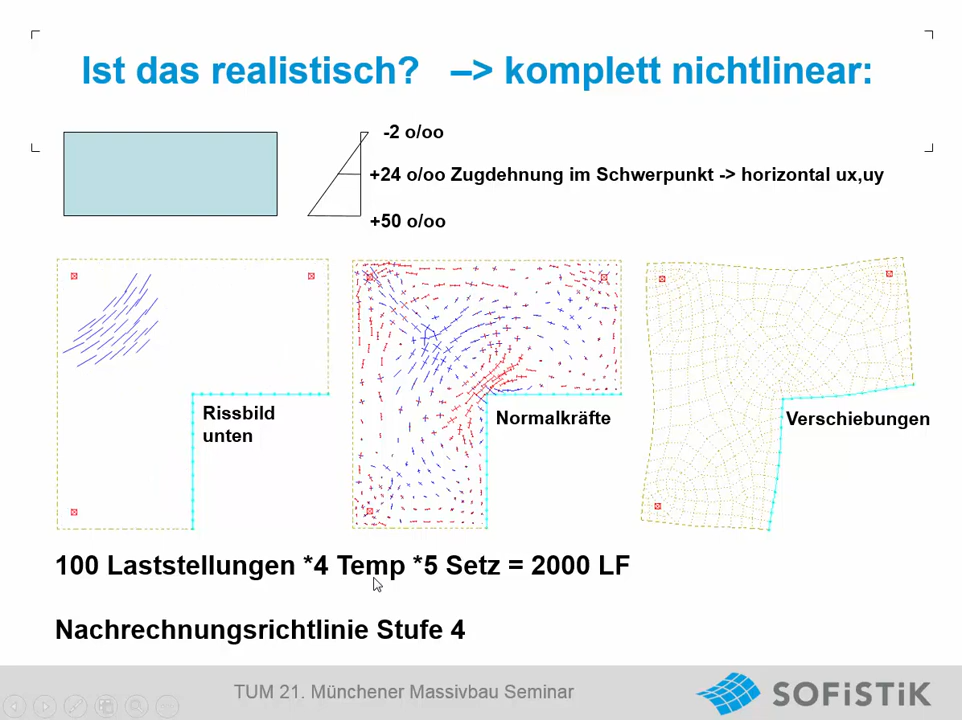 Ist das realistisch? –> komplett nichtlinear:
-2 o/oo
+24 o/oo Zugdehnung im Schwerpunkt -> horizontal ux,uy
+50 o/oo
Rissbild
unten
Normalkräfte
Verschiebungen
100 Laststellungen *4 Temp *5 Setz = 2000 LF
Nachrechnungsrichtlinie Stufe 4
TUM 21. Münchener Massivbau Seminar
SOFiSTiK